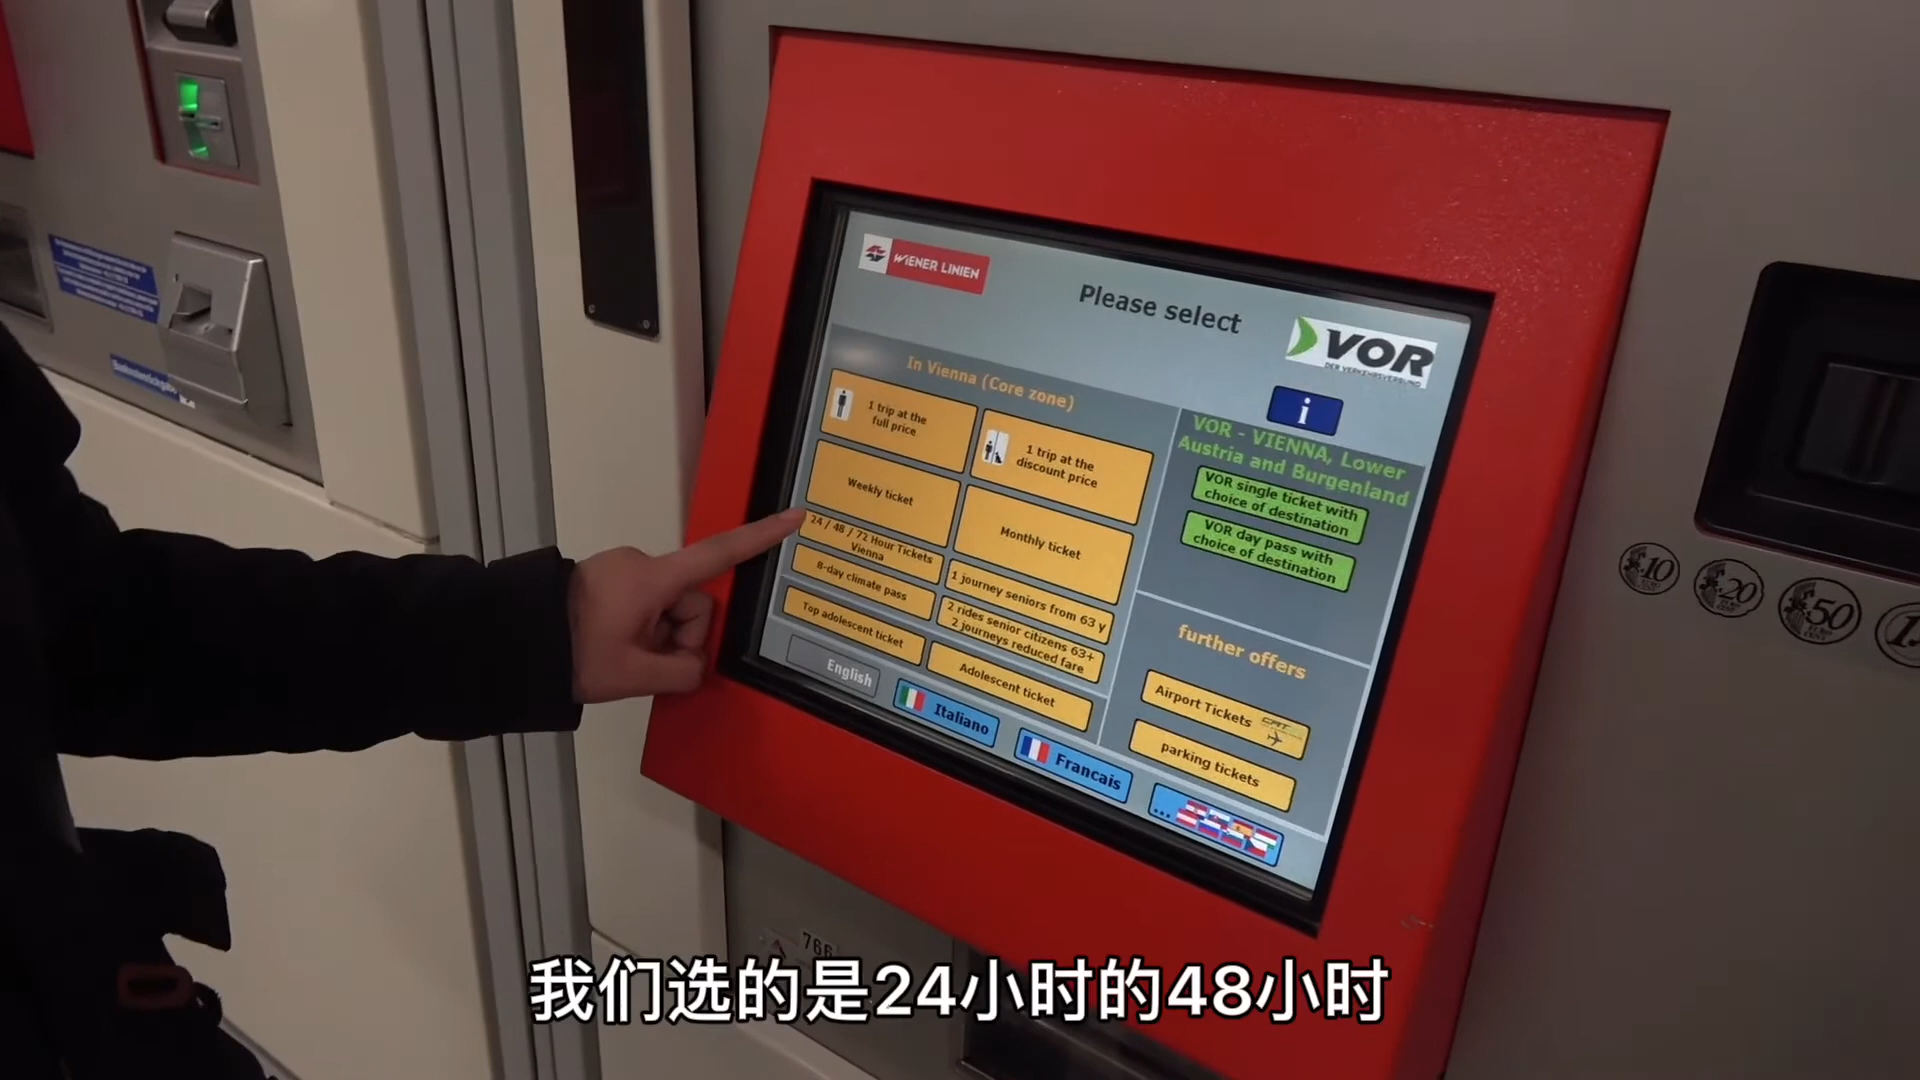 WIENER LINIEN
Please select
VOR
DER VERKEHRSVERBUND
i
In Vienna (Core zone)
1 trip at the
full price
1 trip at the
discount price
Weekly ticket
Monthly ticket
24 / 48 / 72 Hour Tickets
Vienna
1 journey seniors from 63 y
8-day climate pass
2 rides senior citizens 63+
2 journeys reduced fare
Top adolescent ticket
Adolescent ticket
VOR - VIENNA, Lower
Austria and Burgenland
VOR single ticket with
choice of destination
VOR day pass with
choice of destination
further offers
Airport Tickets
CAT
parking tickets
English
Italiano
Francais
...
10
20
50
766
我们选的是24小时的48小时